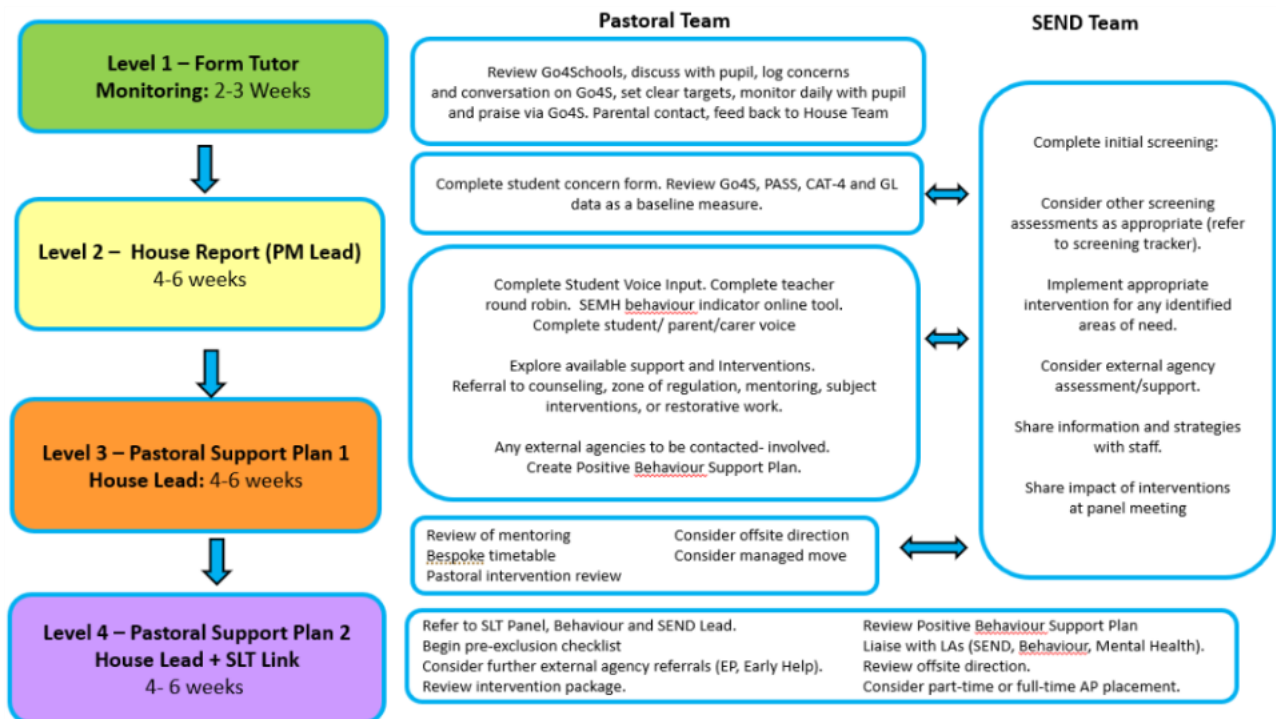 Pastoral Team
SEND Team
Level 1 – Form Tutor
Monitoring: 2-3 Weeks
Review Go4Schools, discuss with pupil, log concerns
and conversation on Go4S, set clear targets, monitor daily with pupil
and praise via Go4S. Parental contact, feed back to House Team
Complete student concern form. Review Go4S, PASS, CAT-4 and GL
data as a baseline measure.
Level 2 – House Report (PM Lead)
4-6 weeks
Complete Student Voice Input. Complete teacher
round robin. SEMH behaviour indicator online tool.
Complete student/ parent/carer voice
Explore available support and Interventions.
Referral to counseling, zone of regulation, mentoring, subject
interventions, or restorative work.
Any external agencies to be contacted- involved.
Create Positive Behaviour Support Plan.
Level 3 – Pastoral Support Plan 1
House Lead: 4-6 weeks
Review of mentoring
Bespoke timetable
Pastoral intervention review
Consider offsite direction
Consider managed move
Complete initial screening:
Consider other screening
assessments as appropriate (refer
to screening tracker).
Implement appropriate
intervention for any identified
areas of need.
Consider external agency
assessment/support.
Share information and strategies
with staff.
Share impact of interventions
at panel meeting
Level 4 – Pastoral Support Plan 2
House Lead + SLT Link
4- 6 weeks
Refer to SLT Panel, Behaviour and SEND Lead.
Begin pre-exclusion checklist
Consider further external agency referrals (EP, Early Help).
Review intervention package.
Review Positive Behaviour Support Plan
Liaise with LAs (SEND, Behaviour, Mental Health).
Review offsite direction.
Consider part-time or full-time AP placement.